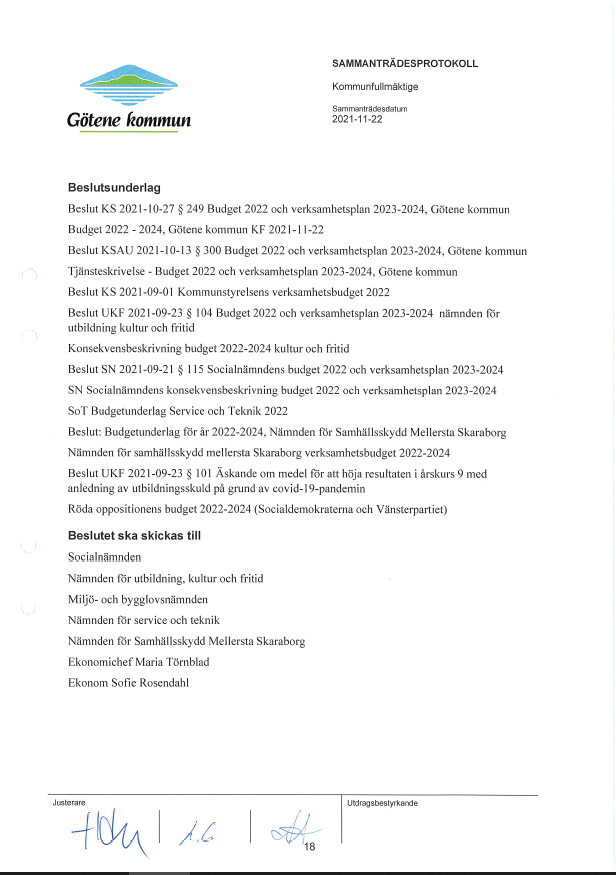 SAMMANTRÄDESPROTOKOLL
Kommunfullmäktige
Sammanträdesdatum
2021-11-22
Götene kommun
Beslutsunderlag
Beslut KS 2021-10-27 § 249 Budget 2022 och verksamhetsplan 2023-2024, Götene kommun
Budget 2022 - 2024, Götene kommun KF 2021-11-22
Beslut KSAU 2021-10-13 § 300 Budget 2022 och verksamhetsplan 2023-2024, Götene kommun
Tjänsteskrivelse - Budget 2022 och verksamhetsplan 2023-2024, Götene kommun
Beslut KS 2021-09-01 Kommunstyrelsens verksamhetsbudget 2022
Beslut UKF 2021-09-23 § 104 Budget 2022 och verksamhetsplan 2023-2024 nämnden för
utbildning kultur och fritid
Konsekvensbeskrivning budget 2022-2024 kultur och fritid
Beslut SN 2021-09-21 § 115 Socialnämndens budget 2022 och verksamhetsplan 2023-2024
SN Socialnämndens konsekvensbeskrivning budget 2022 och verksamhetsplan 2023-2024
SoT Budgetunderlag Service och Teknik 2022
Beslut: Budgetunderlag för år 2022-2024, Nämnden för Samhällsskydd Mellersta Skaraborg
Nämnden för samhällsskydd mellersta Skaraborg verksamhetsbudget 2022-2024
Beslut UKF 2021-09-23 § 101 Äskande om medel för att höja resultaten i årskurs 9 med
anledning av utbildningsskuld på grund av covid-19-pandemin
Röda oppositionens budget 2022-2024 (Socialdemokraterna och Vänsterpartiet)
Beslutet ska skickas till
Socialnämnden
Nämnden för utbildning, kultur och fritid
Miljö- och bygglovsnämnden
Nämnden för service och teknik
Nämnden för Samhällsskydd Mellersta Skaraborg
Ekonomichef Maria Törnblad
Ekonom Sofie Rosendahl
Justerare
Utdragsbestyrkande
18